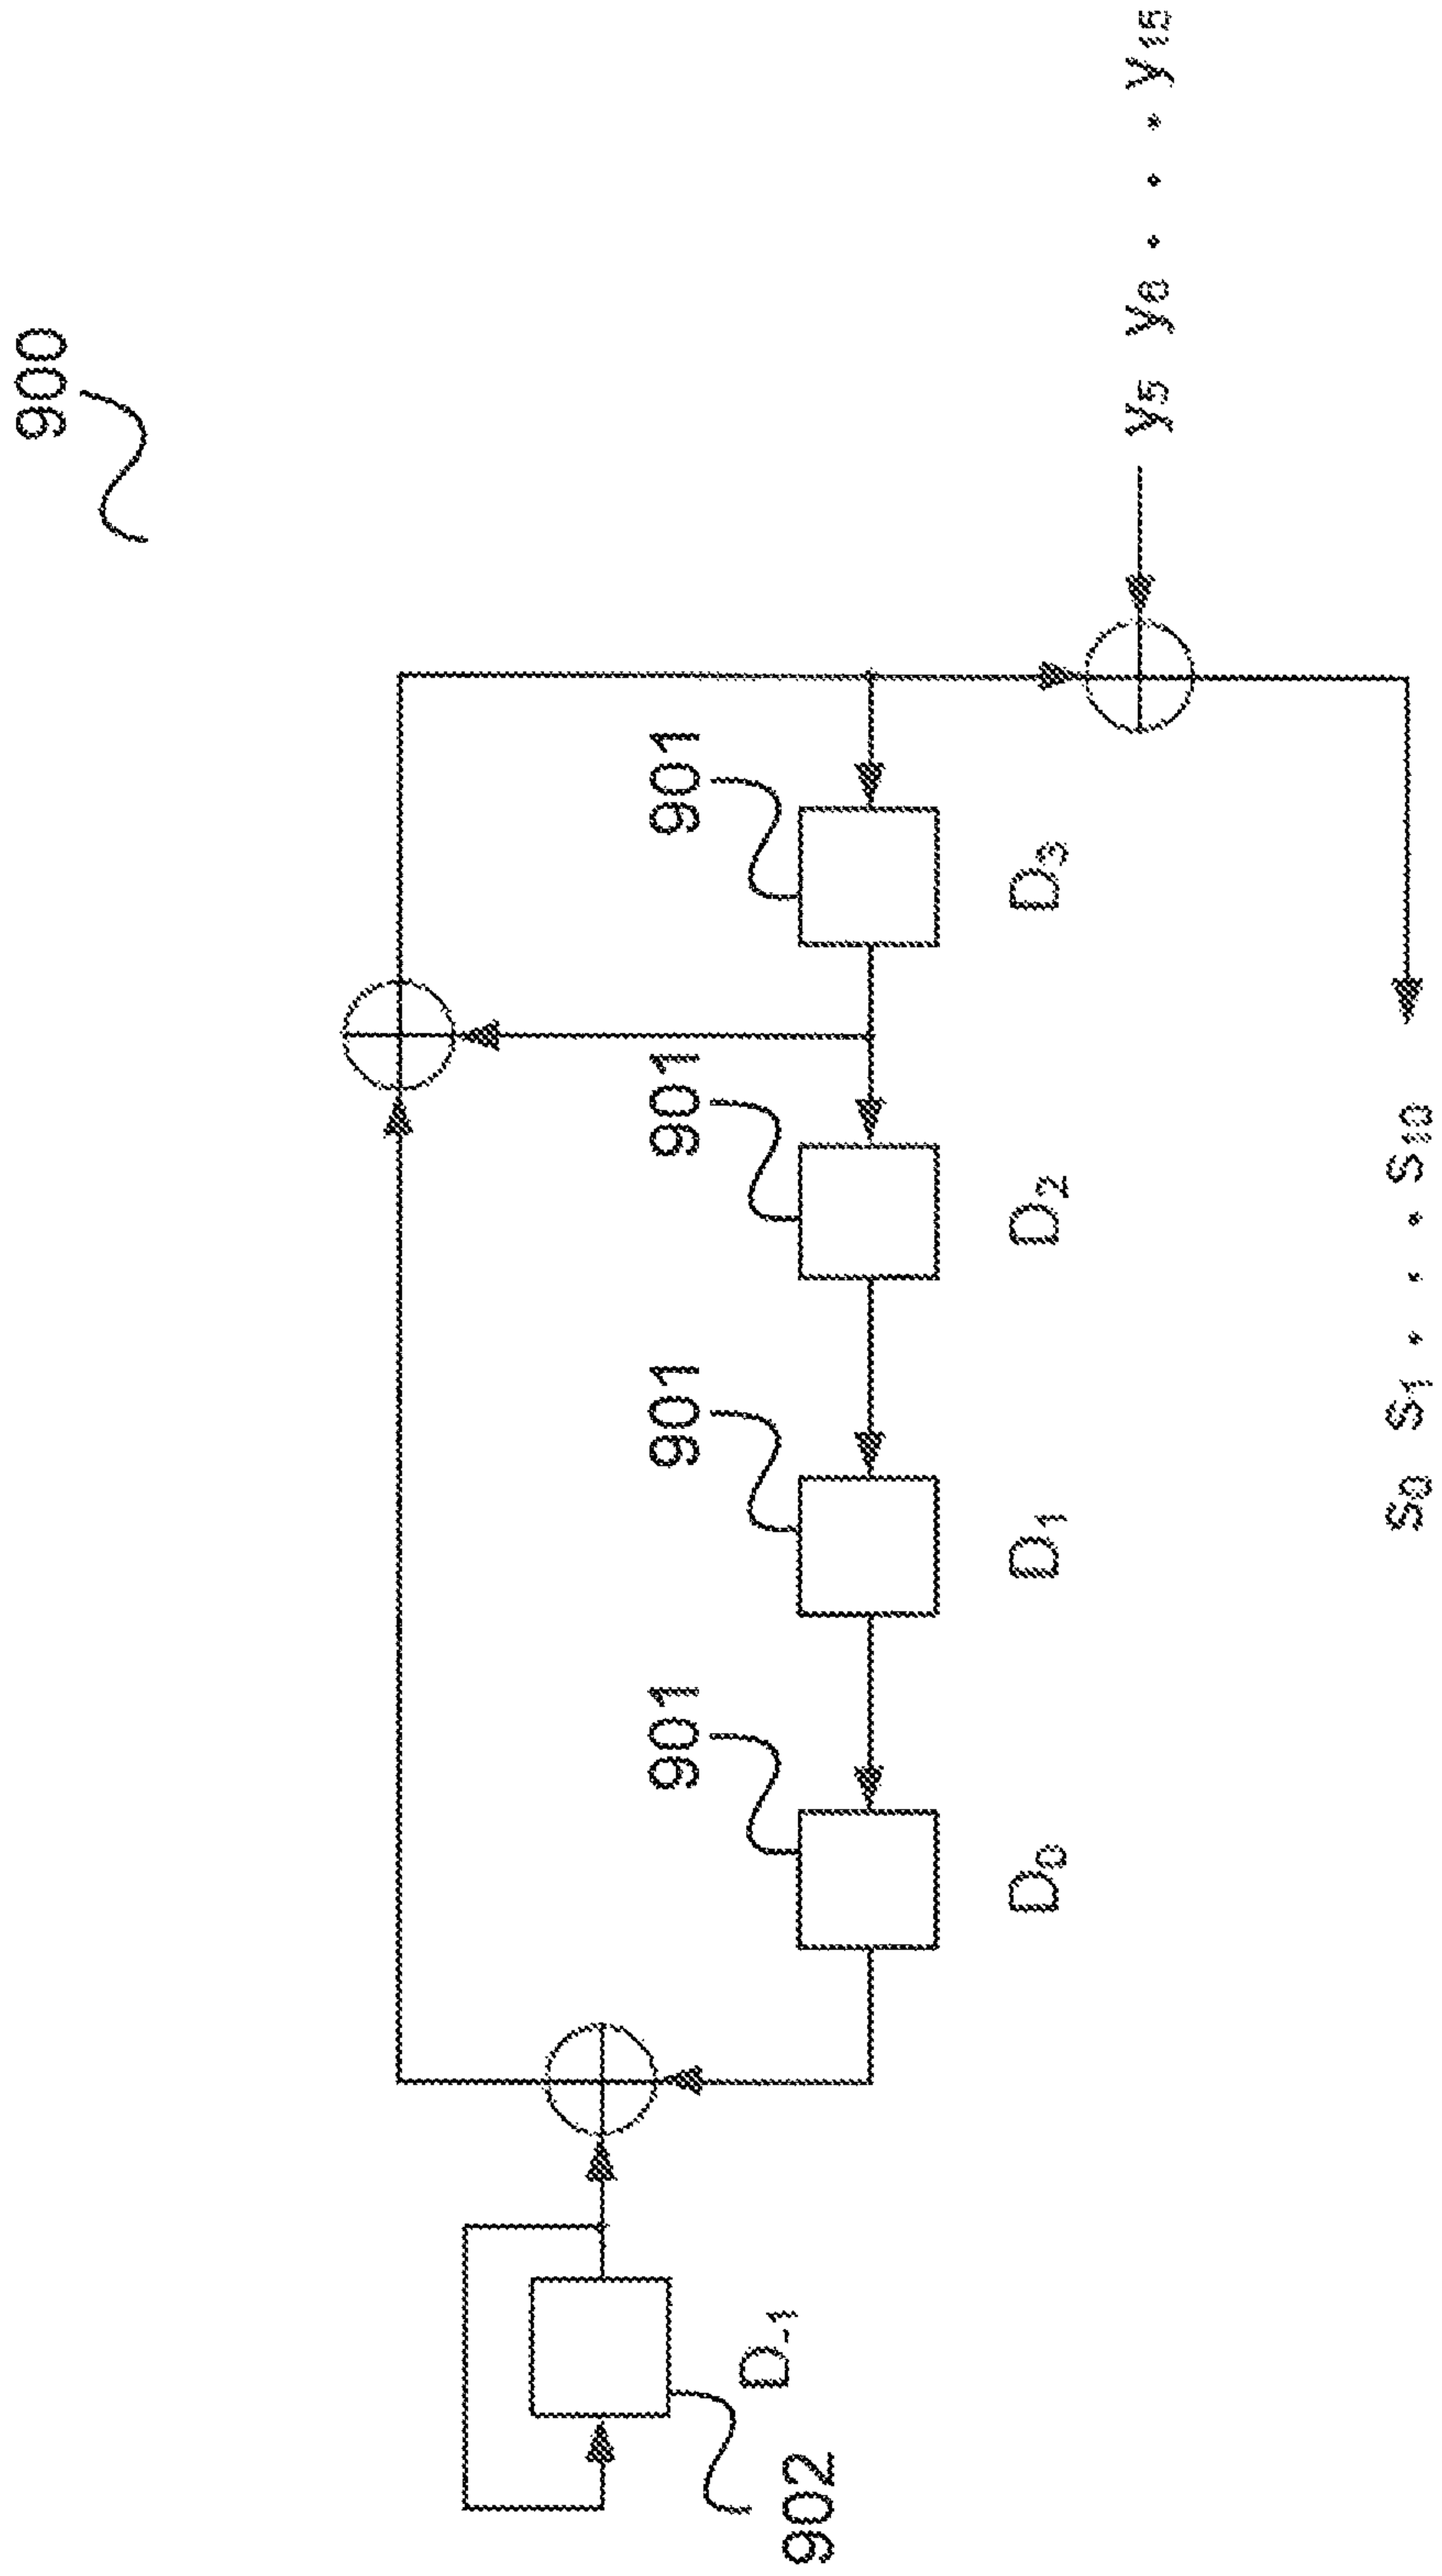 900
901
901
901
901
902
D₋₁
D₀
D₁
D₂
D₃
y₅ y₆ • • • y₁₅
s₀ s₁ • • • s₁₀